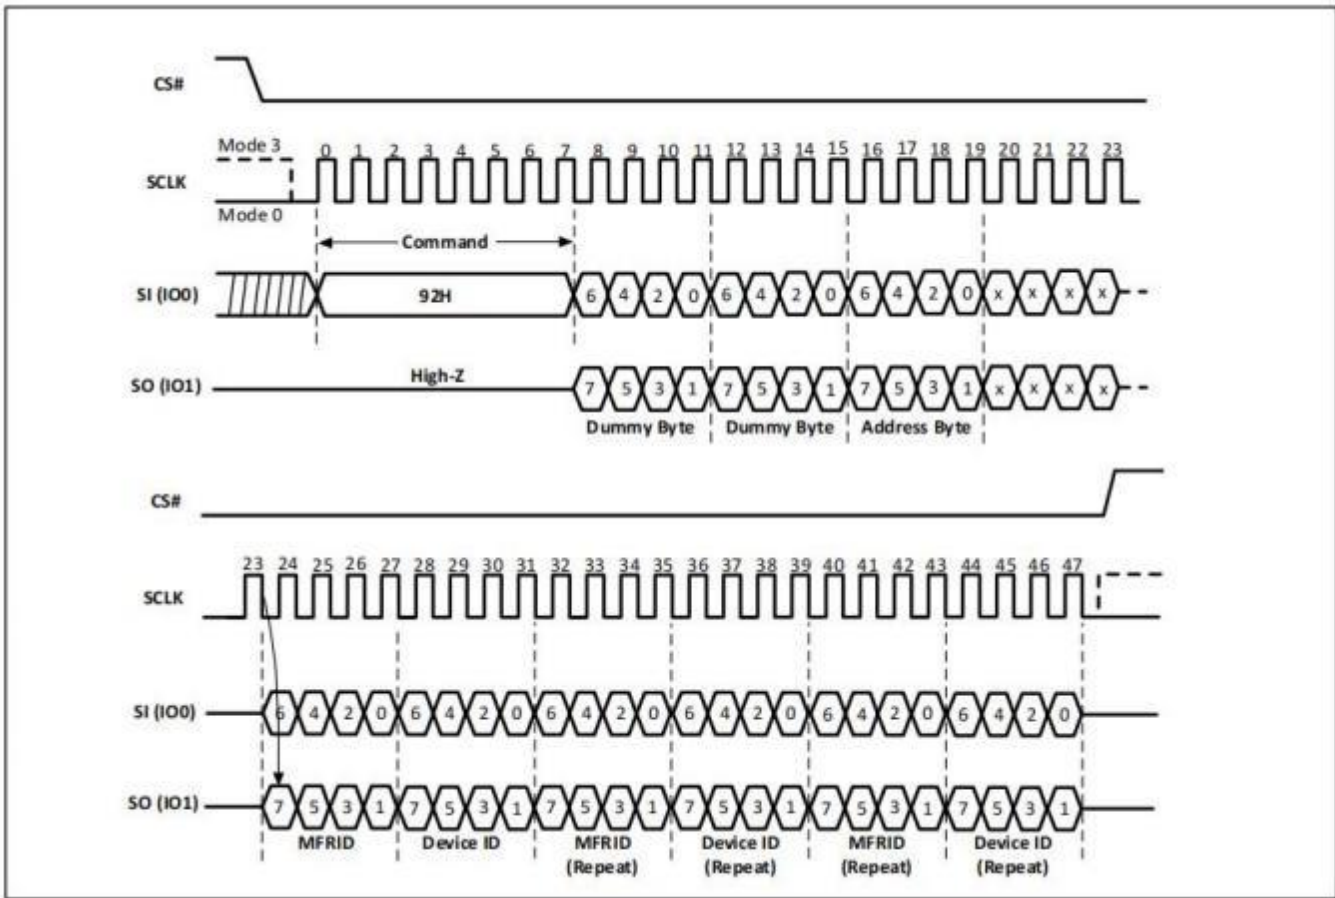 CS#
Mode 3
0 1 2 3 4 5 6 7 8 9 10 11 12 13 14 15 16 17 18 19 20 21 22 23
SCLK
Mode 0
Command
SI (IO0) 92H 6 4 2 0 6 4 2 0 6 4 2 0 x x x x
High-Z
SO (IO1) 7 5 3 1 7 5 3 1 7 5 3 1 x x x x
Dummy Byte Dummy Byte Address Byte
CS#
23 24 25 26 27 28 29 30 31 32 33 34 35 36 37 38 39 40 41 42 43 44 45 46 47
SCLK
SI (IO0) 6 4 2 0 6 4 2 0 6 4 2 0 6 4 2 0 6 4 2 0 6 4 2 0
SO (IO1) 7 5 3 1 7 5 3 1 7 5 3 1 7 5 3 1 7 5 3 1 7 5 3 1
MFRID Device ID MFRID Device ID MFRID Device ID
(Repeat) (Repeat) (Repeat) (Repeat)